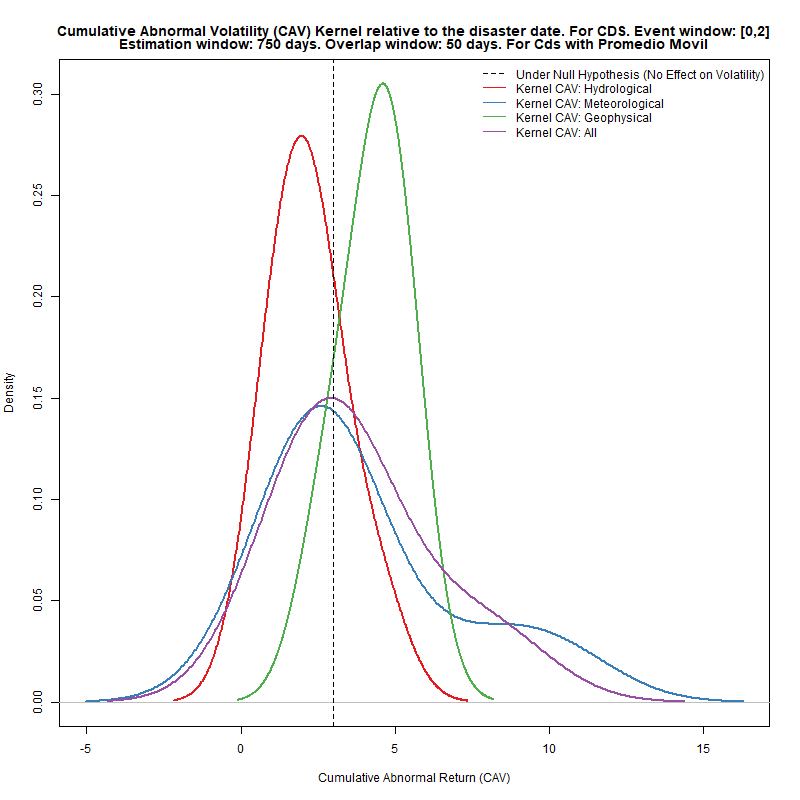 Cumulative Abnormal Volatility (CAV) Kernel relative to the disaster date. For CDS. Event window: [0,2]
Estimation window: 750 days. Overlap window: 50 days. For Cds with Promedio Movil
Under Null Hypothesis (No Effect on Volatility)
Kernel CAV: Hydrological
Kernel CAV: Meteorological
Kernel CAV: Geophysical
Kernel CAV: All
0.30
0.25
0.20
0.15
0.10
0.05
0.00
Density
-5 0 5 10 15
Cumulative Abnormal Return (CAV)